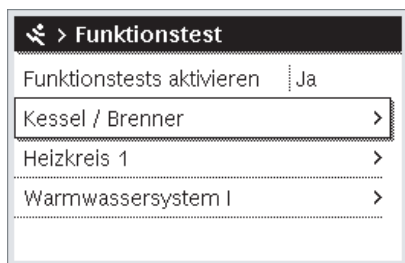 > Funktionstest
Funktionstests aktivieren Ja
Kessel / Brenner >
Heizkreis 1 >
Warmwassersystem I >